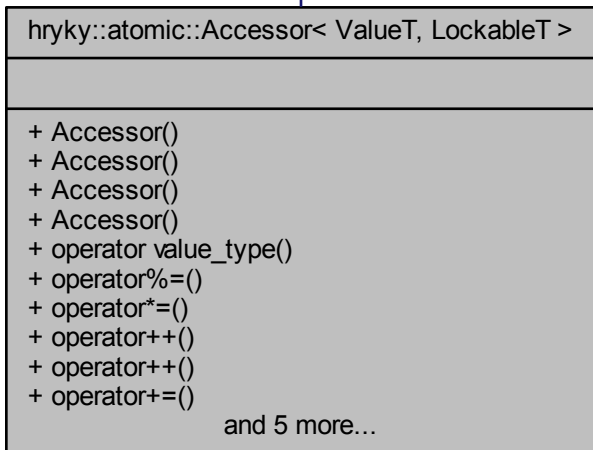 hryky::atomic::Accessor< ValueT, LockableT >
+ Accessor()
+ Accessor()
+ Accessor()
+ Accessor()
+ operator value_type()
+ operator%=()
+ operator*=()
+ operator++()
+ operator++()
+ operator+=()
and 5 more...